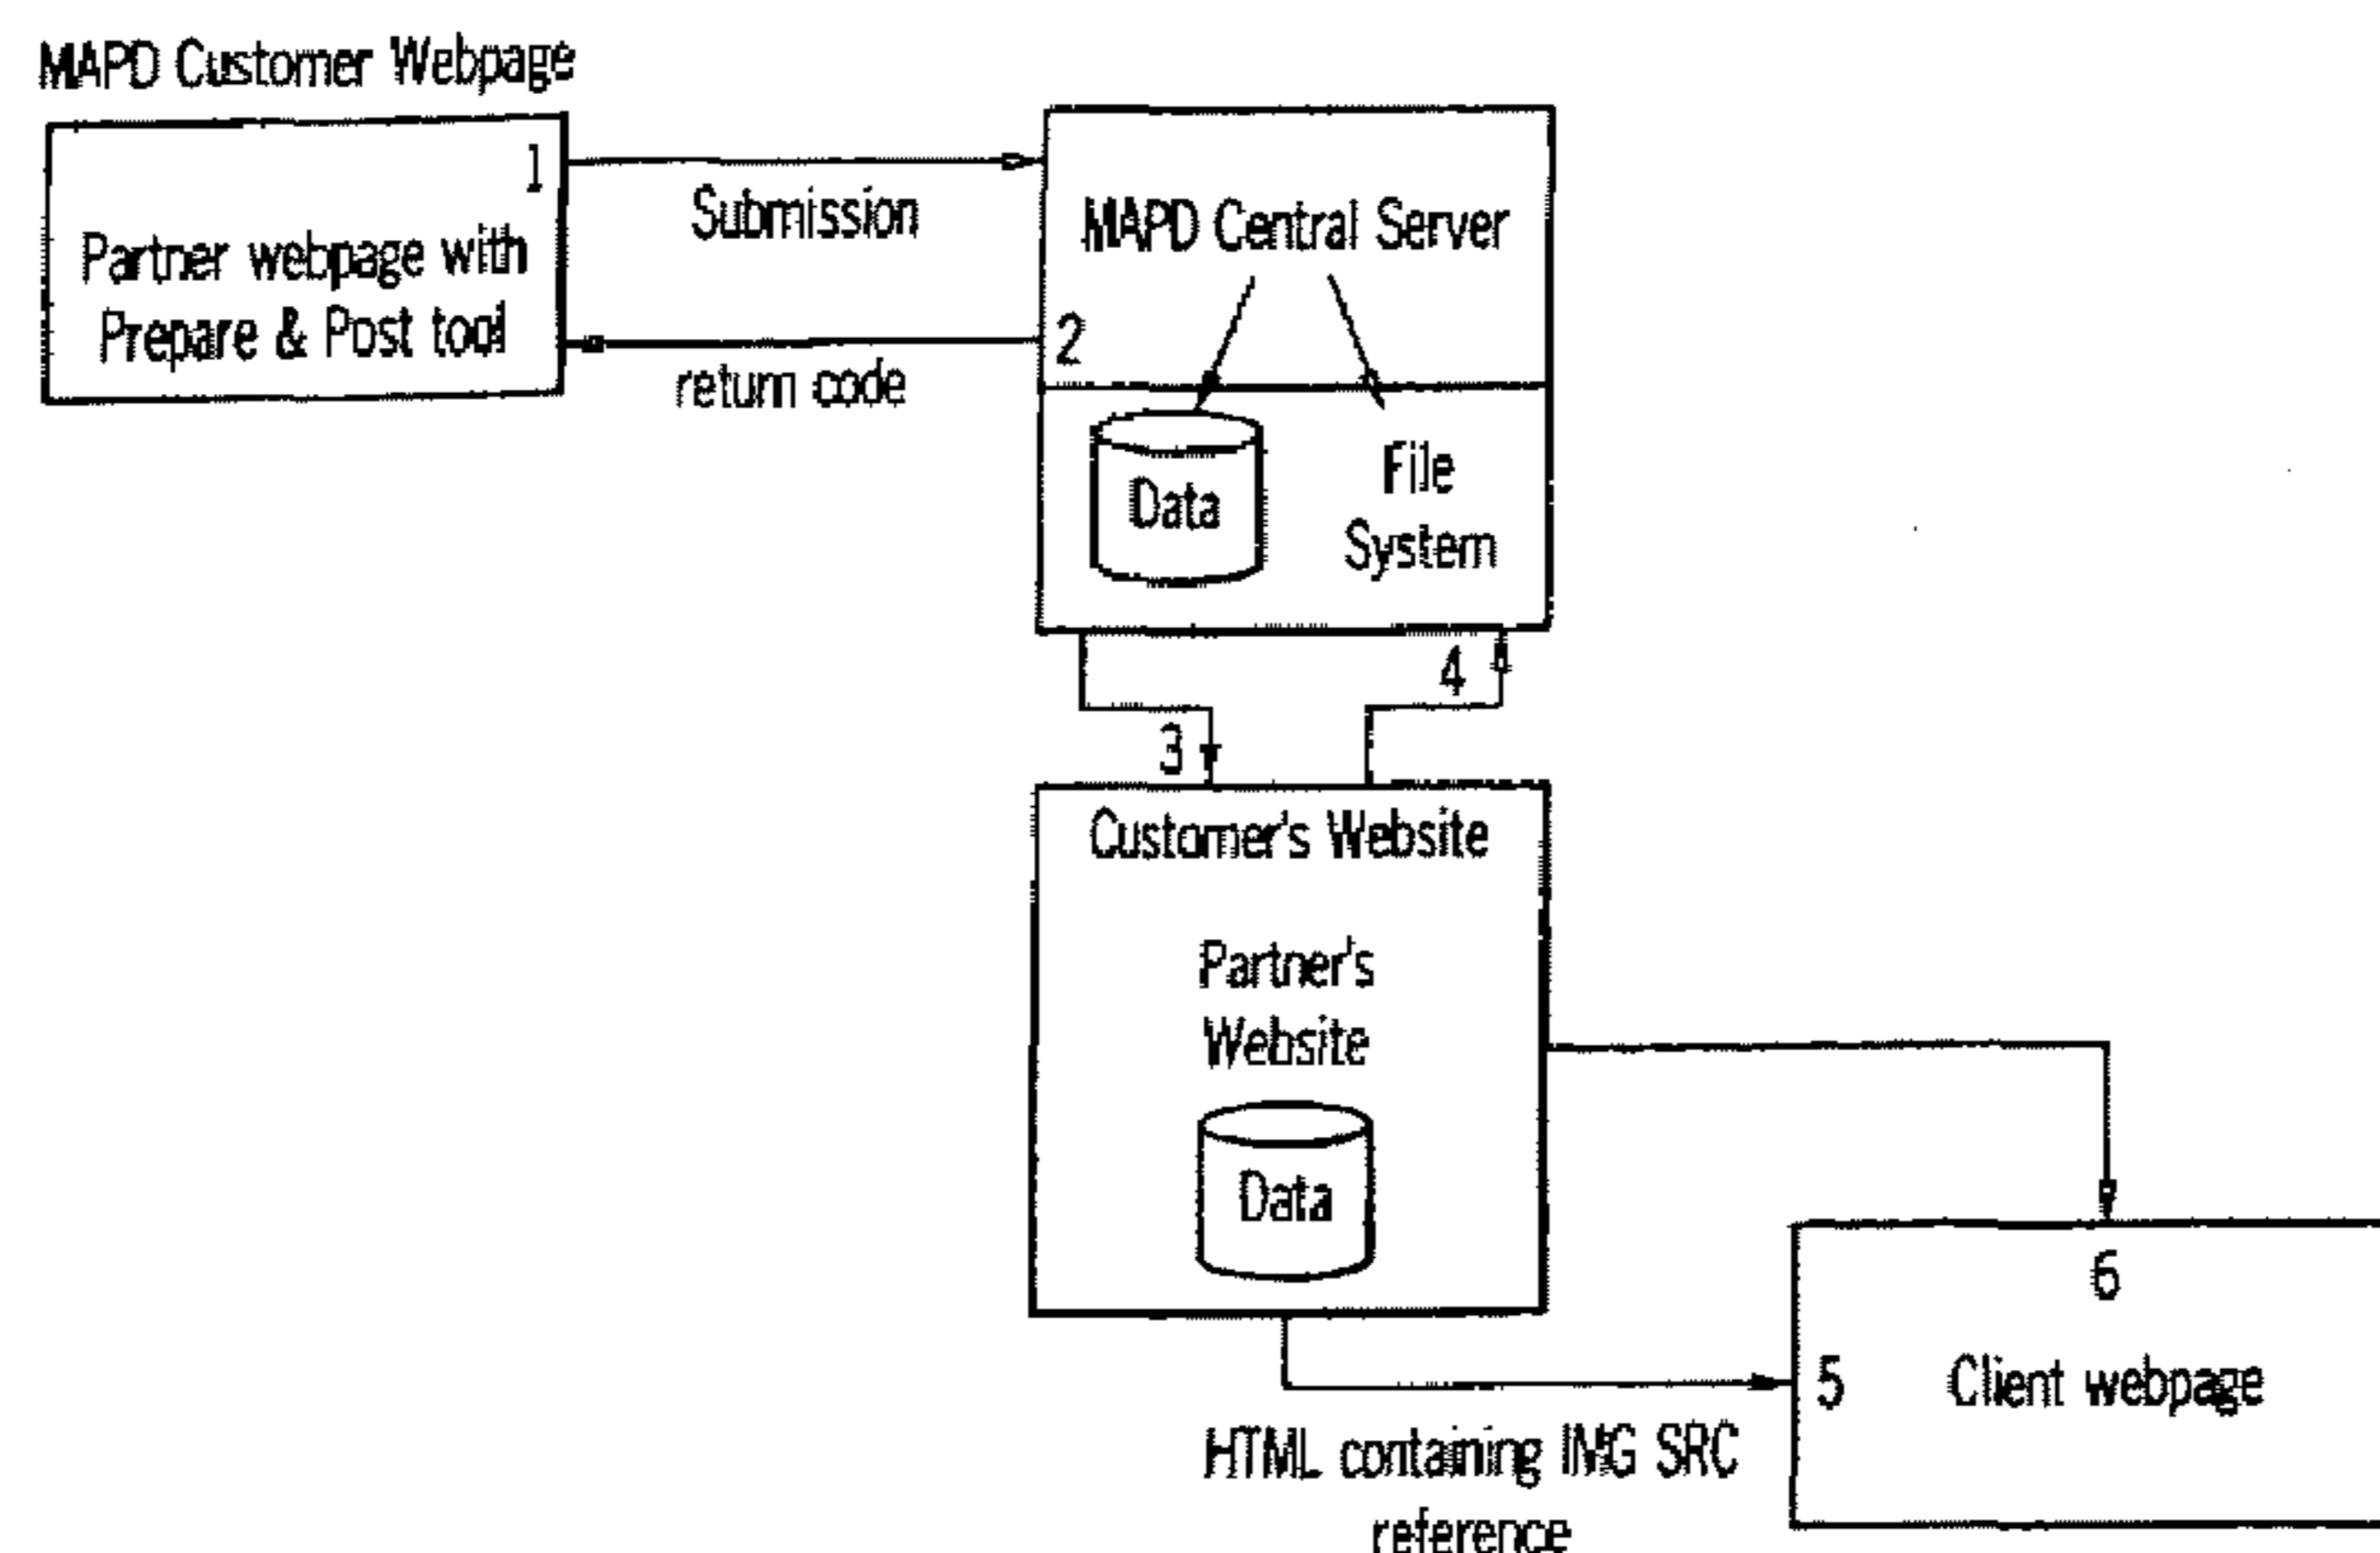 MAPD Customer Webpage
1
Partner webpage with
Prepare & Post tool
Submission
return code
MAPD Central Server
2
Data
File
System
3
4
Customer's Website
Partner's
Website
Data
6
5
Client webpage
HTML containing IMG SRC
reference